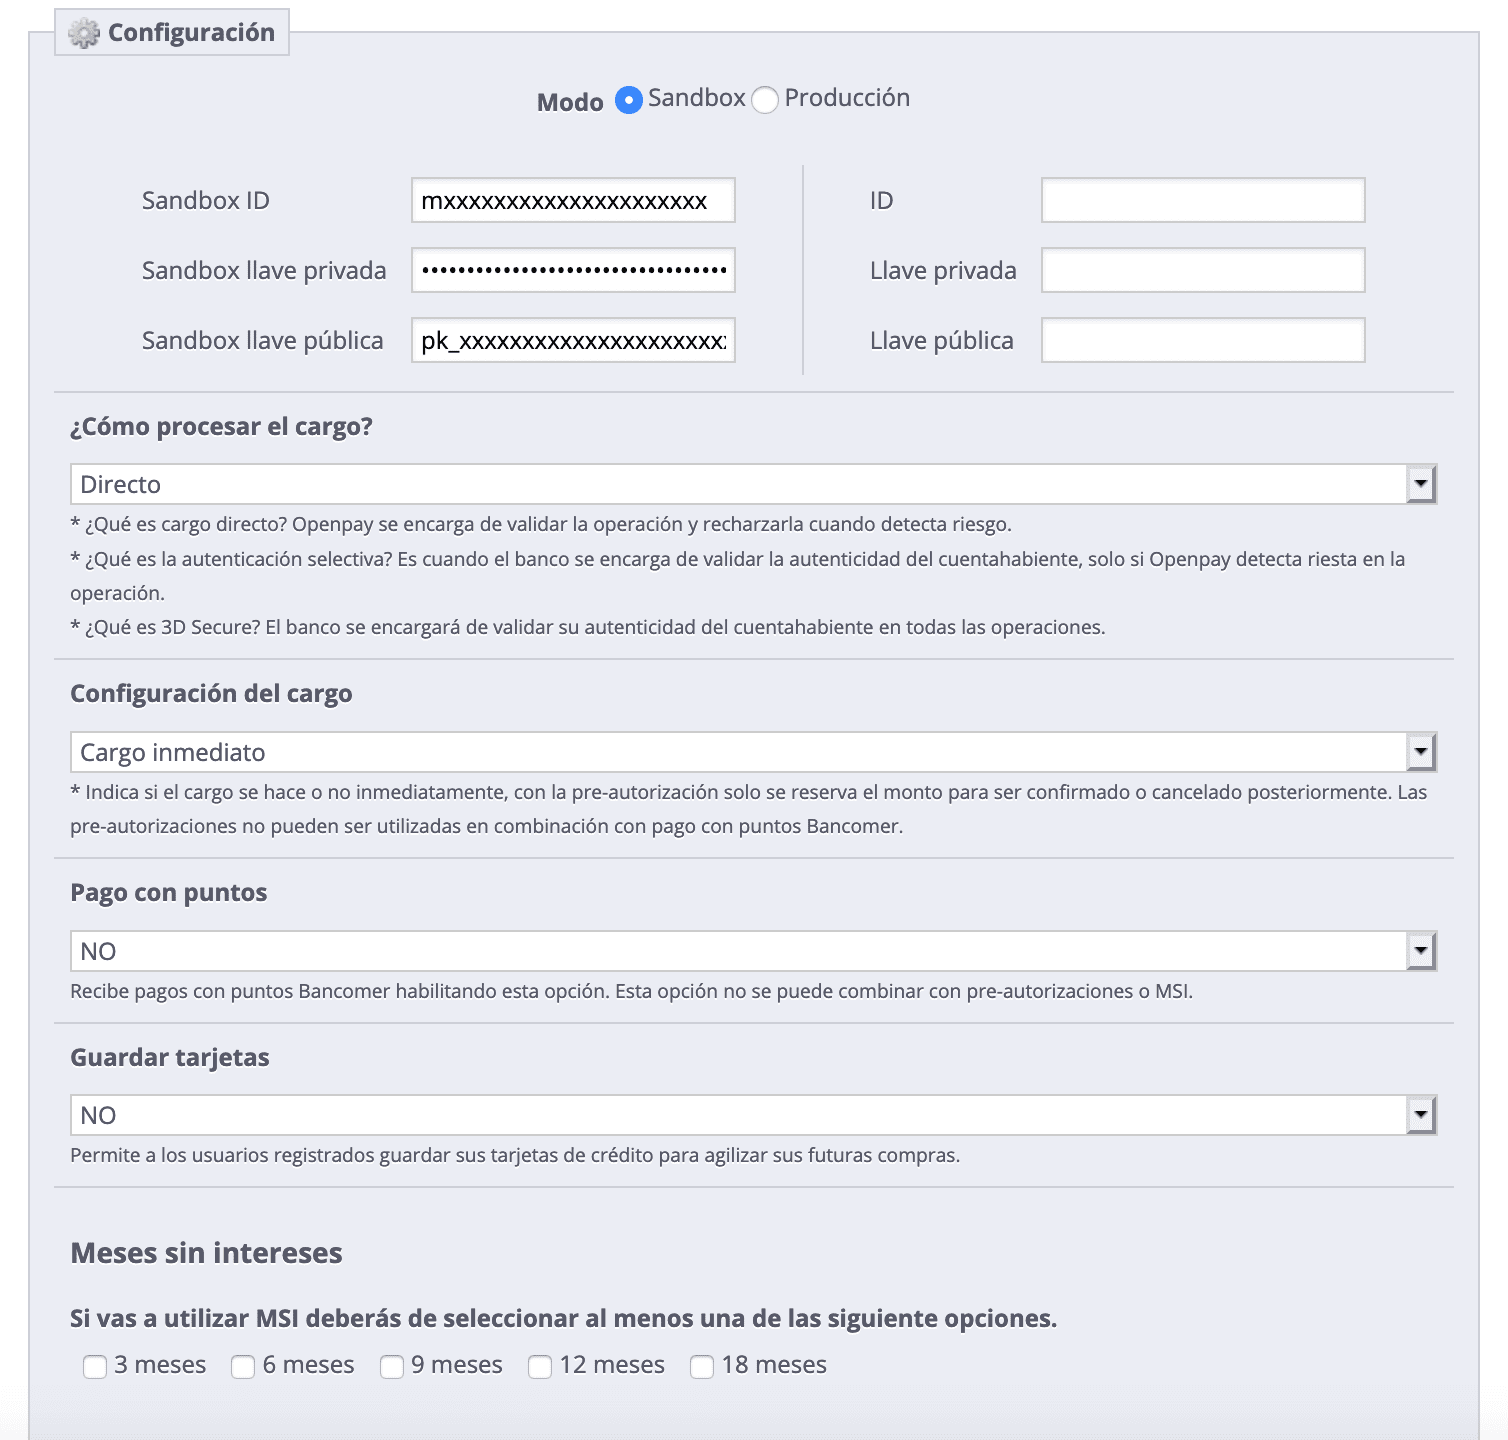 Configuración
Modo Sandbox Producción
Sandbox ID mxxxxxxxxxxxxxxxxxxxxx ID
Sandbox llave privada •••••••••••••••••••••••••••••••••• Llave privada
Sandbox llave pública pk_xxxxxxxxxxxxxxxxxxxxxx Llave pública
¿Cómo procesar el cargo?
Directo
* ¿Qué es cargo directo? Openpay se encarga de validar la operación y recharzarla cuando detecta riesgo.
* ¿Qué es la autenticación selectiva? Es cuando el banco se encarga de validar la autenticidad del cuentahabiente, solo si Openpay detecta riesta en la
operación.
* ¿Qué es 3D Secure? El banco se encargará de validar su autenticidad del cuentahabiente en todas las operaciones.
Configuración del cargo
Cargo inmediato
* Indica si el cargo se hace o no inmediatamente, con la pre-autorización solo se reserva el monto para ser confirmado o cancelado posteriormente. Las
pre-autorizaciones no pueden ser utilizadas en combinación con pago con puntos Bancomer.
Pago con puntos
NO
Recibe pagos con puntos Bancomer habilitando esta opción. Esta opción no se puede combinar con pre-autorizaciones o MSI.
Guardar tarjetas
NO
Permite a los usuarios registrados guardar sus tarjetas de crédito para agilizar sus futuras compras.
Meses sin intereses
Si vas a utilizar MSI deberás de seleccionar al menos una de las siguiente opciones.
3 meses 6 meses 9 meses 12 meses 18 meses